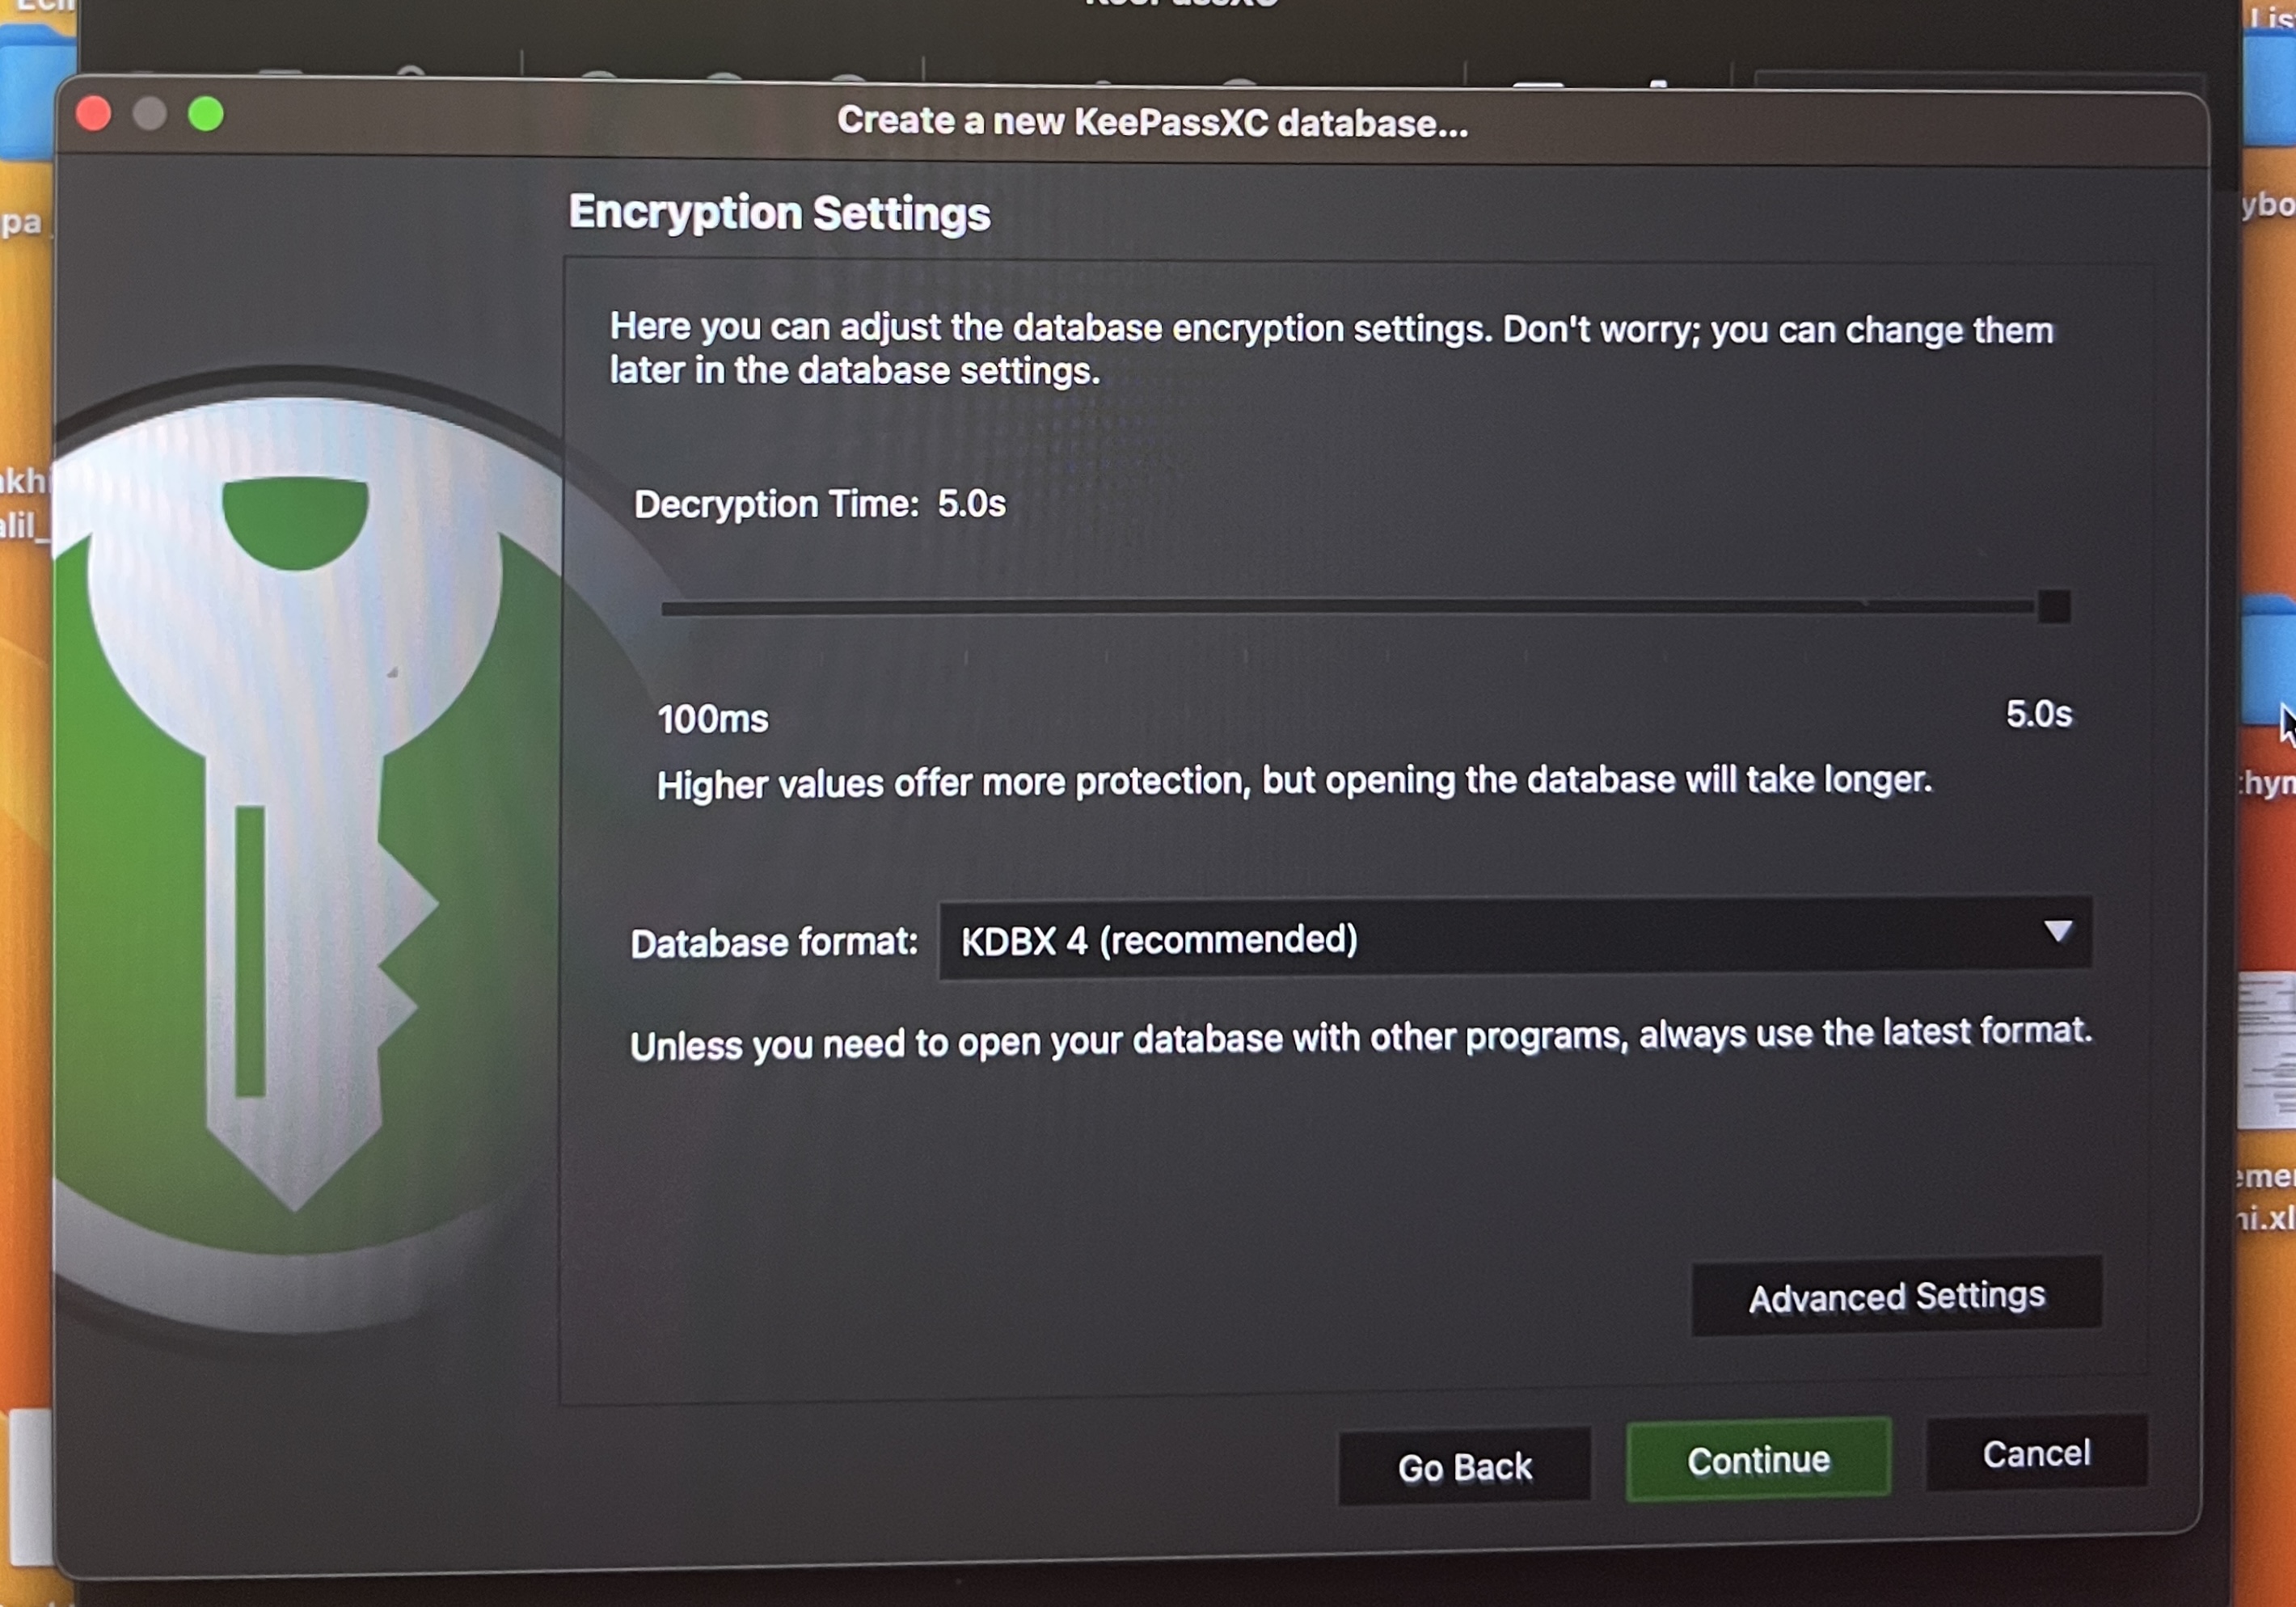 Create a new KeePassXC database...
Encryption Settings
Here you can adjust the database encryption settings. Don't worry; you can change them
later in the database settings.
Decryption Time: 5.0s
100ms 5.0s
Higher values offer more protection, but opening the database will take longer.
Database format: KDBX 4 (recommended)
Unless you need to open your database with other programs, always use the latest format.
Advanced Settings
Go Back Continue Cancel
pa